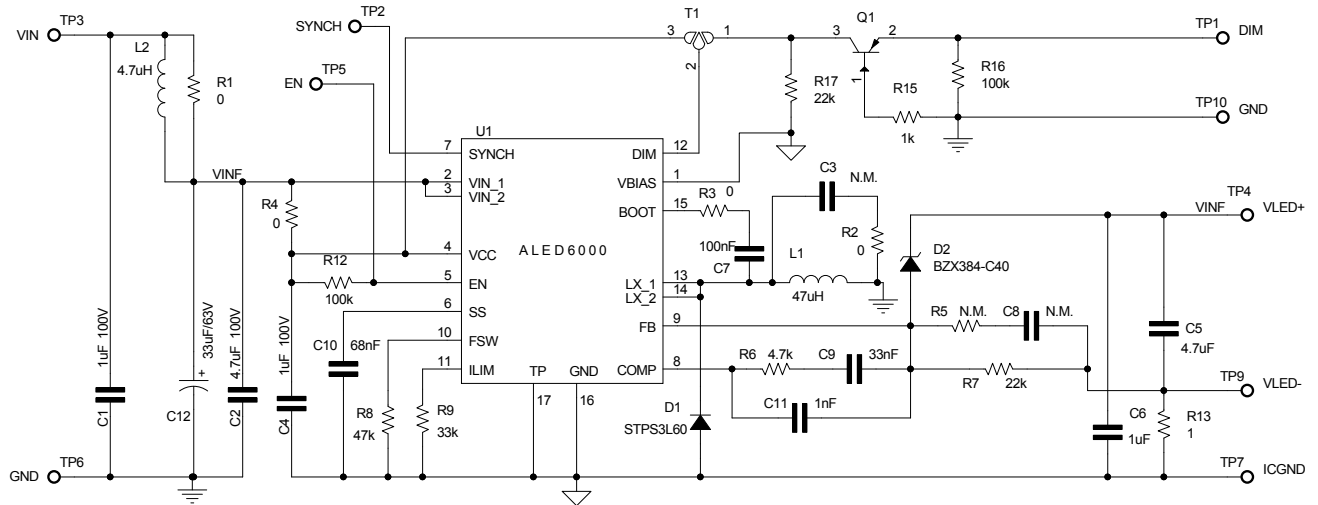 TP3
VIN
L2
4.7uH
R1
0
SYNCH
TP2
EN
TP5
T1
3
1
2
Q1
3
2
1
R17
22k
R15
1k
R16
100k
TP1
DIM
TP10
GND
U1
ALED6000
7
SYNCH
2
VIN_1
3
VIN_2
4
VCC
5
EN
6
SS
10
FSW
11
ILIM
TP
17
GND
16
DIM
12
VBIAS
1
BOOT
15
LX_1
13
LX_2
14
FB
9
COMP
8
VINF
R4
0
R12
100k
1uF 100V
C1
33uF/63V
+
C12
4.7uF 100V
C2
1uF 100V
C4
C10
68nF
R8
47k
R9
33k
R3
0
100nF
C7
C3
N.M.
R2
0
L1
47uH
D2
BZX384-C40
R5
N.M.
C8
N.M.
R6
4.7k
C9
33nF
R7
22k
C11
1nF
D1
STPS3L60
VINF
TP4
VLED+
C5
4.7uF
TP9
VLED-
C6
1uF
R13
1
TP7
ICGND
GND
TP6